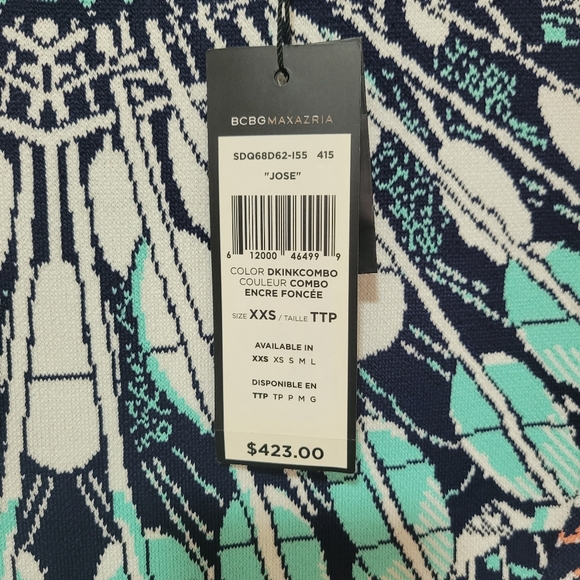 BCBGMAXAZRIA
SDQ68D62-I55 415
"JOSE"
6 12000 46499 9
COLOR DKINKCOMBO
COULEUR COMBO
ENCRE FONCÉE
SIZE XXS / TAILLE TTP
AVAILABLE IN
XXS XS S M L
DISPONIBLE EN
TTP TP P M G
$423.00